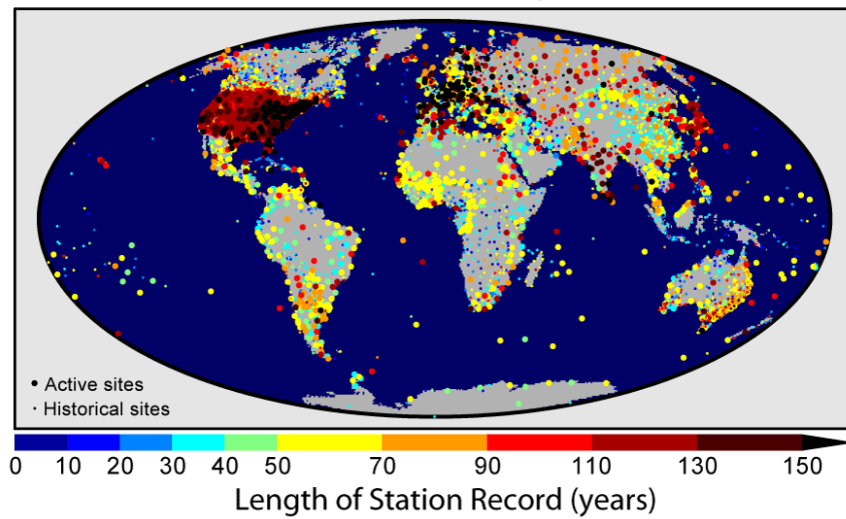 • Active sites
· Historical sites
0 10 20 30 40 50 70 90 110 130 150
Length of Station Record (years)